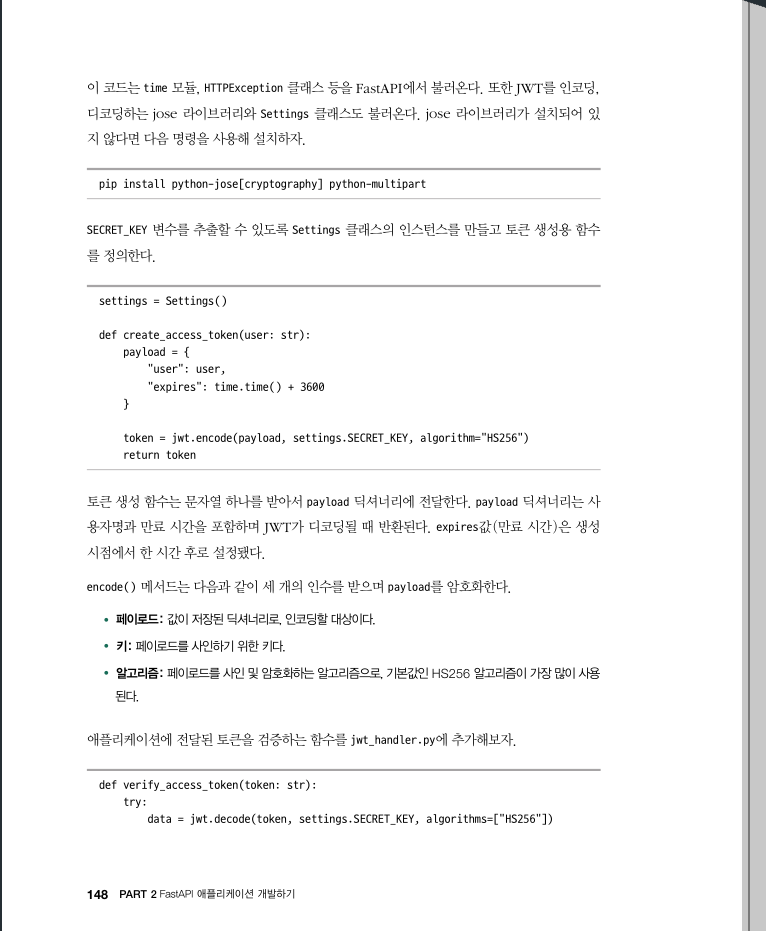 이 코드는 time 모듈, HTTPException 클래스 등을 FastAPI에서 불러온다. 또한 JWT를 인코딩,
디코딩하는 jose 라이브러리와 Settings 클래스도 불러온다. jose 라이브러리가 설치되어 있
지 않다면 다음 명령을 사용해 설치하자.
pip install python-jose[cryptography] python-multipart
SECRET_KEY 변수를 추출할 수 있도록 Settings 클래스의 인스턴스를 만들고 토큰 생성용 함수
를 정의한다.
settings = Settings()
def create_access_token(user: str):
    payload = {
        "user": user,
        "expires": time.time() + 3600
    }
    token = jwt.encode(payload, settings.SECRET_KEY, algorithm="HS256")
    return token
토큰 생성 함수는 문자열 하나를 받아서 payload 딕셔너리에 전달한다. payload 딕셔너리는 사
용자명과 만료 시간을 포함하며 JWT가 디코딩될 때 반환된다. expires값(만료 시간)은 생성
시점에서 한 시간 후로 설정됐다.
encode() 메서드는 다음과 같이 세 개의 인수를 받으며 payload를 암호화한다.
• 페이로드: 값이 저장된 딕셔너리로, 인코딩할 대상이다.
• 키: 페이로드를 사인하기 위한 키다.
• 알고리즘: 페이로드를 사인 및 암호화하는 알고리즘으로, 기본값인 HS256 알고리즘이 가장 많이 사용
된다.
애플리케이션에 전달된 토큰을 검증하는 함수를 jwt_handler.py에 추가해보자.
def verify_access_token(token: str):
    try:
        data = jwt.decode(token, settings.SECRET_KEY, algorithms=["HS256"])
148 PART 2 FastAPI 애플리케이션 개발하기